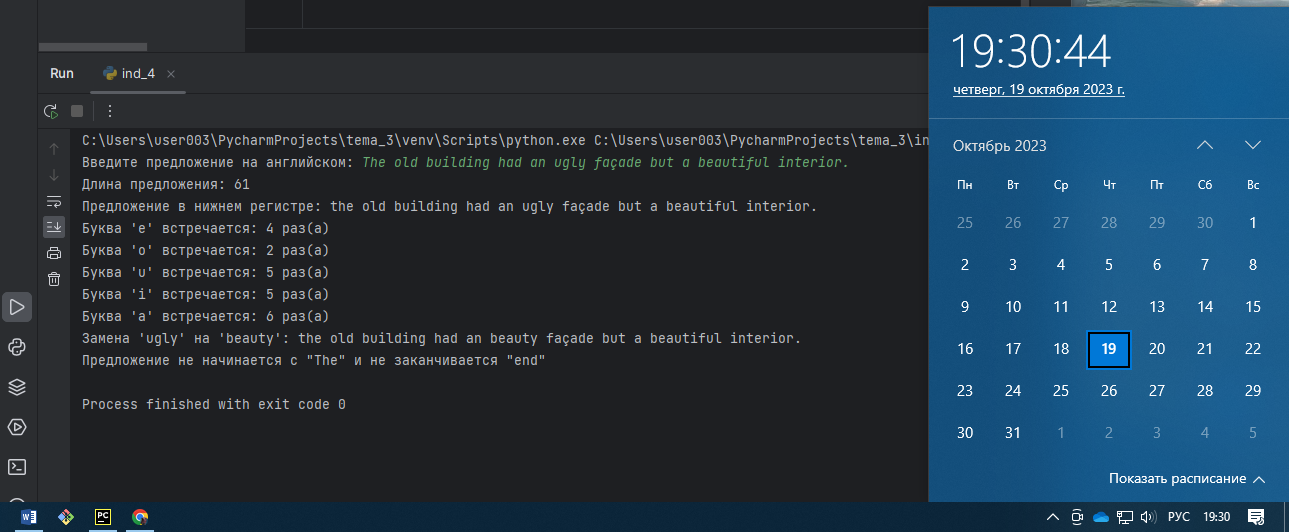 Run ind_4
C:\Users\user003\PycharmProjects\tema_3\venv\Scripts\python.exe C:\Users\user003\PycharmProjects\tema_3\in
Введите предложение на английском: The old building had an ugly façade but a beautiful interior.
Длина предложения: 61
Предложение в нижнем регистре: the old building had an ugly façade but a beautiful interior.
Буква 'e' встречается: 4 раз(а)
Буква 'o' встречается: 2 раз(а)
Буква 'u' встречается: 5 раз(а)
Буква 'i' встречается: 5 раз(а)
Буква 'a' встречается: 6 раз(а)
Замена 'ugly' на 'beauty': the old building had an beauty façade but a beautiful interior.
Предложение не начинается с "The" и не заканчивается "end"
Process finished with exit code 0
19:30:44
четверг, 19 октября 2023 г.
Октябрь 2023
Пн Вт Ср Чт Пт Сб Вс
25 26 27 28 29 30 1
2 3 4 5 6 7 8
9 10 11 12 13 14 15
16 17 18 19 20 21 22
23 24 25 26 27 28 29
30 31 1 2 3 4 5
Показать расписание
W PC РУС 19:30